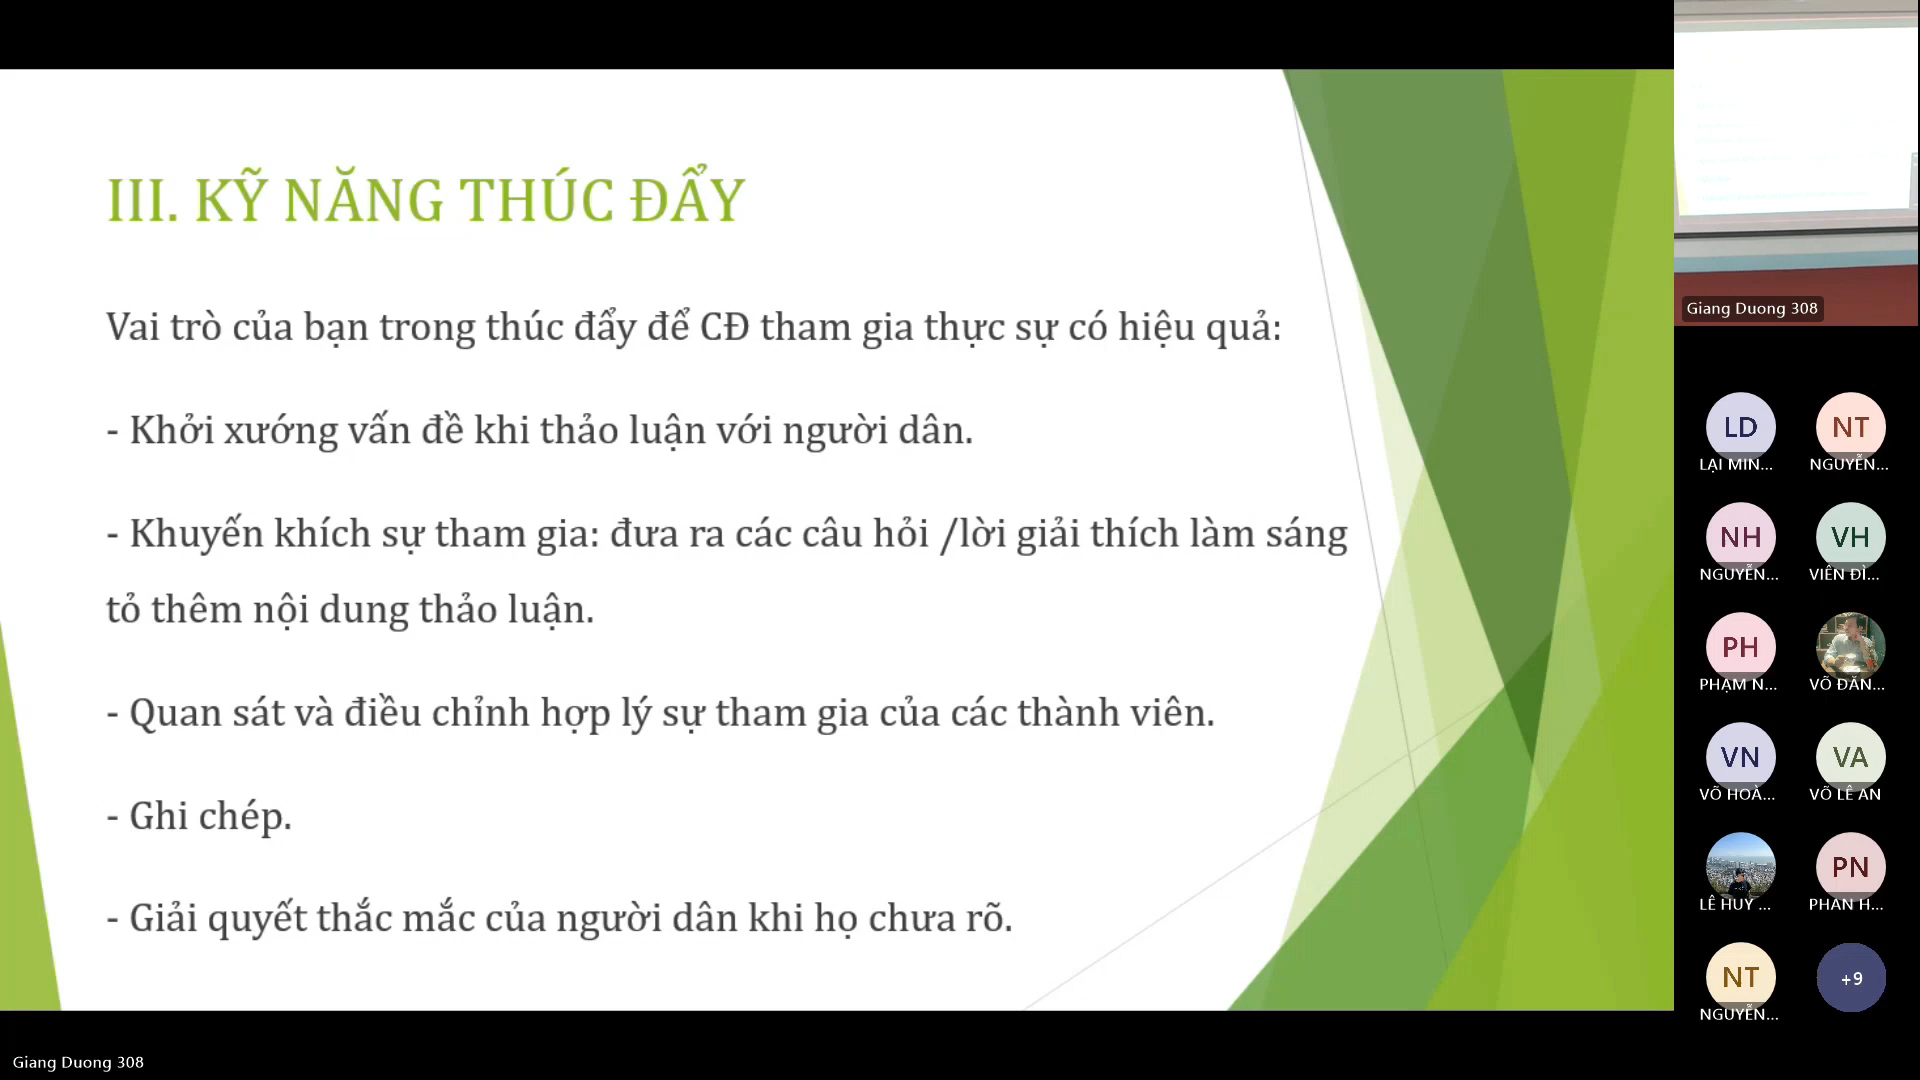 III. KỸ NĂNG THÚC ĐẨY
Vai trò của bạn trong thúc đẩy để CĐ tham gia thực sự có hiệu quả:
- Khởi xướng vấn đề khi thảo luận với người dân.
- Khuyến khích sự tham gia: đưa ra các câu hỏi /lời giải thích làm sáng
tỏ thêm nội dung thảo luận.
- Quan sát và điều chỉnh hợp lý sự tham gia của các thành viên.
- Ghi chép.
- Giải quyết thắc mắc của người dân khi họ chưa rõ.
Giang Duong 308
Giang Duong 308
LD
LẠI MIN...
NT
NGUYỄN...
NH
NGUYỄN...
VH
VIÊN ĐÌ...
PH
PHẠM N...
VÕ ĐĂN...
VN
VÕ HOÀ...
VA
VÕ LÊ AN
LÊ HUY ...
PN
PHAN H...
NT
NGUYỄN...
+9